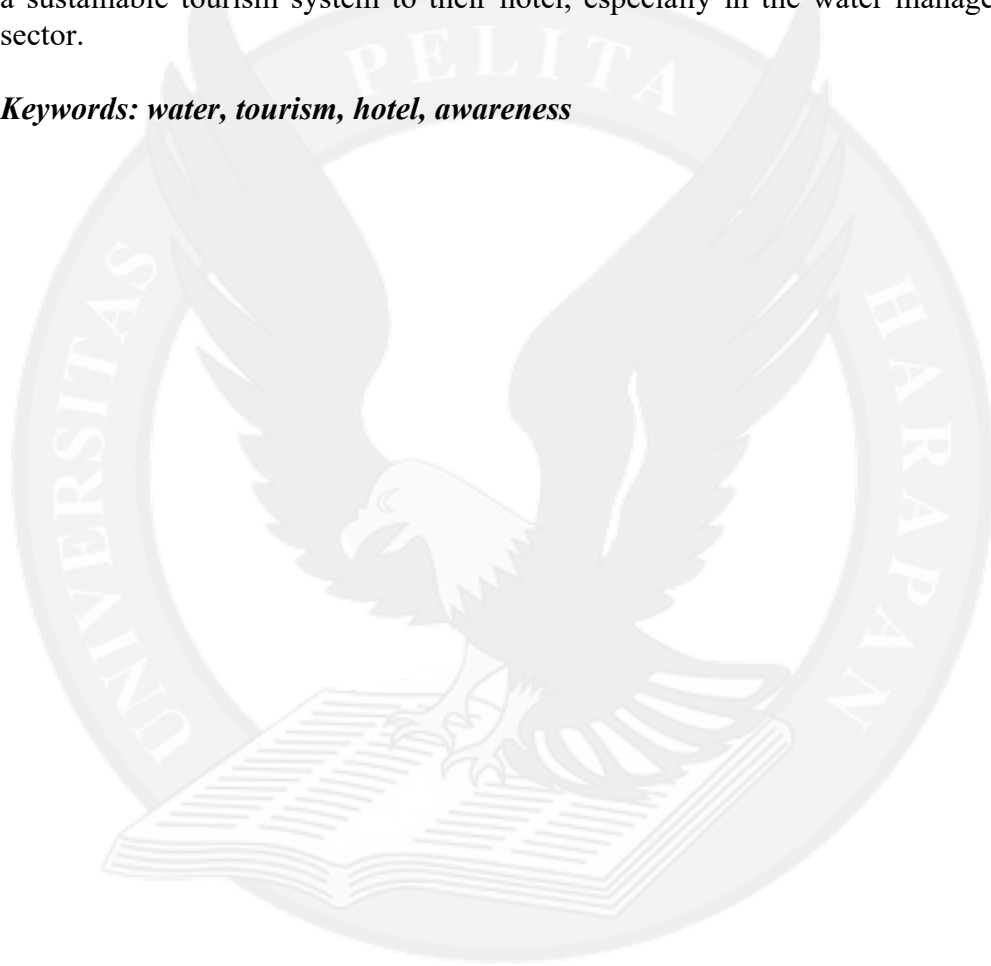 a sustainable tourism system to their hotel, especially in the water manage
sector.
Keywords: water, tourism, hotel, awareness
UNIVERSITAS PELITA HARAPAN